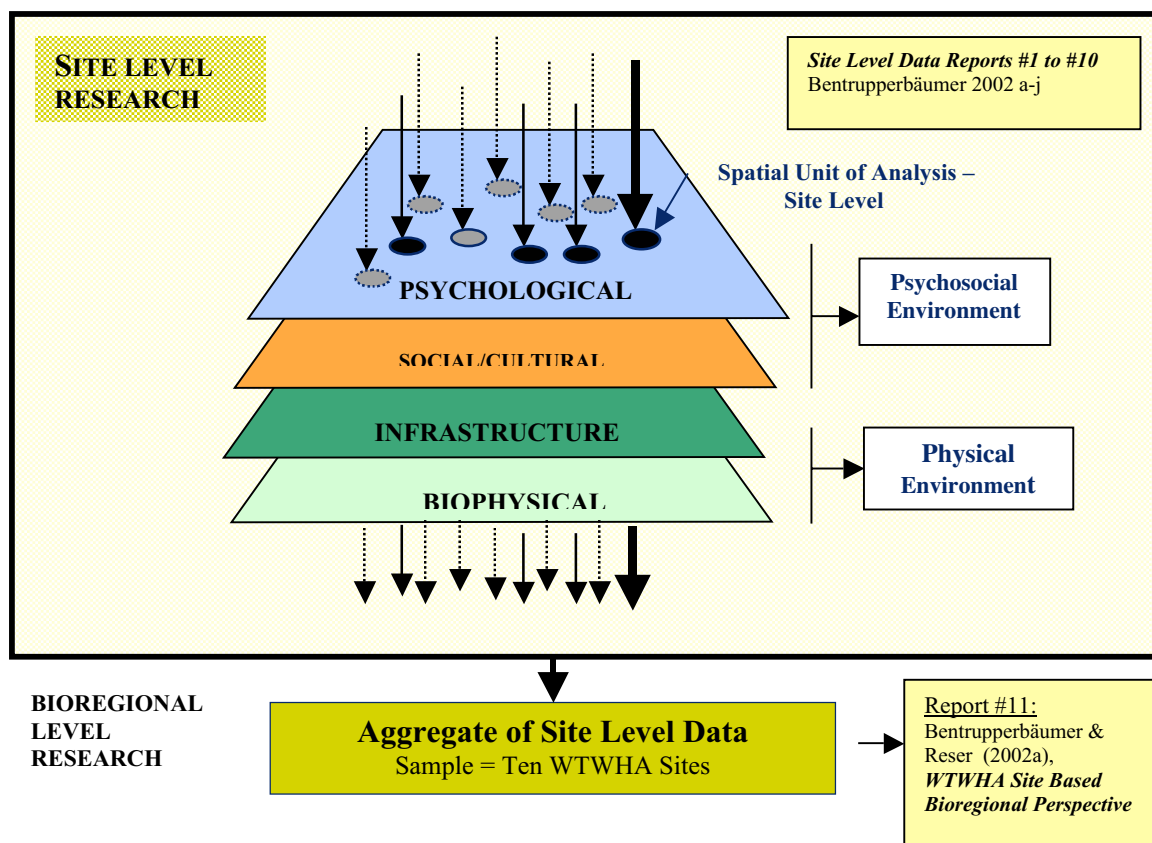 SITE LEVEL
RESEARCH
Site Level Data Reports #1 to #10
Bentrupperbäumer 2002 a-j
Spatial Unit of Analysis –
Site Level
PSYCHOLOGICAL
Psychosocial
Environment
SOCIAL/CULTURAL
INFRASTRUCTURE
Physical
Environment
BIOPHYSICAL
BIOREGIONAL
LEVEL
RESEARCH
Aggregate of Site Level Data
Sample = Ten WTWHA Sites
Report #11:
Bentrupperbäumer &
Reser (2002a),
WTWHA Site Based
Bioregional Perspective